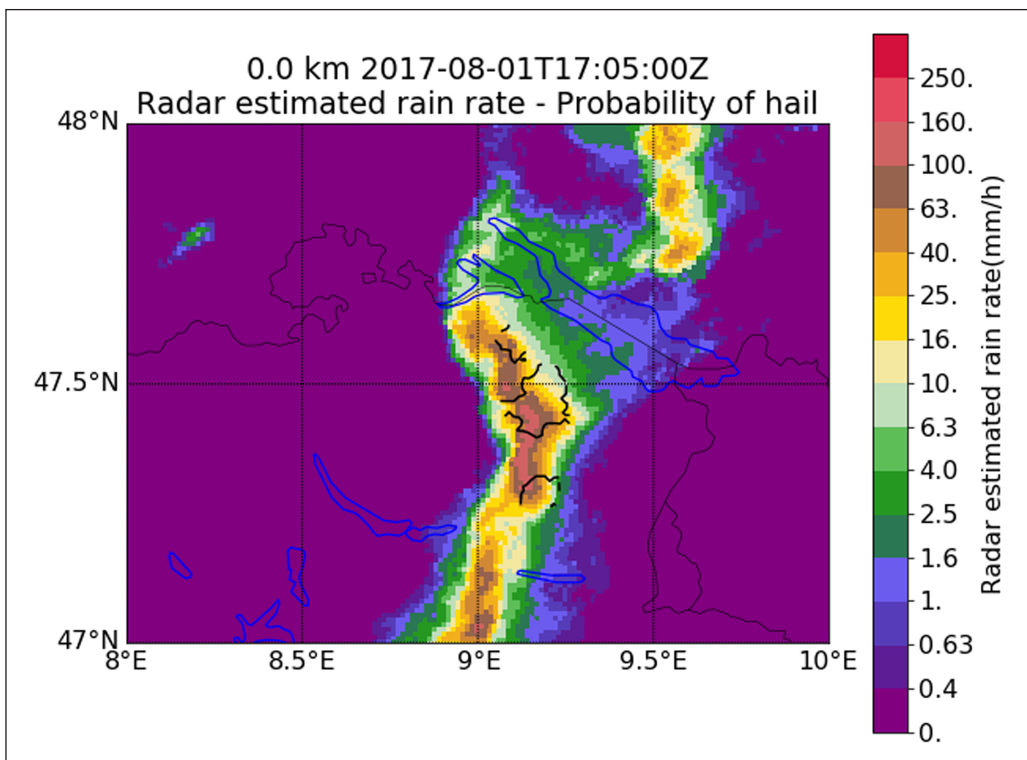 0.0 km 2017-08-01T17:05:00Z
Radar estimated rain rate - Probability of hail
48°N
47.5°N
47°N
8°E
8.5°E
9°E
9.5°E
10°E
250.
160.
100.
63.
40.
25.
16.
10.
6.3
4.0
2.5
1.6
1.
0.63
0.4
0.
Radar estimated rain rate(mm/h)